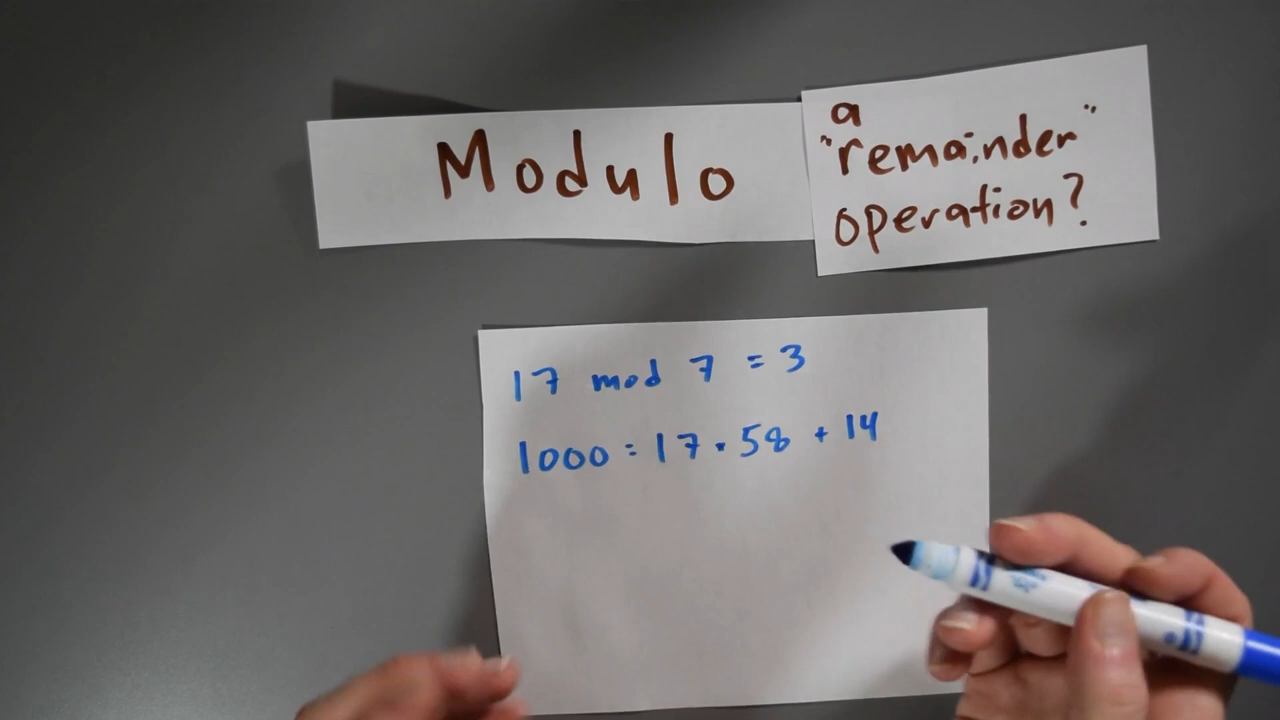 Modulo
a
"remainder"
operation?
17 mod 7 = 3
1000 = 17 · 58 + 14